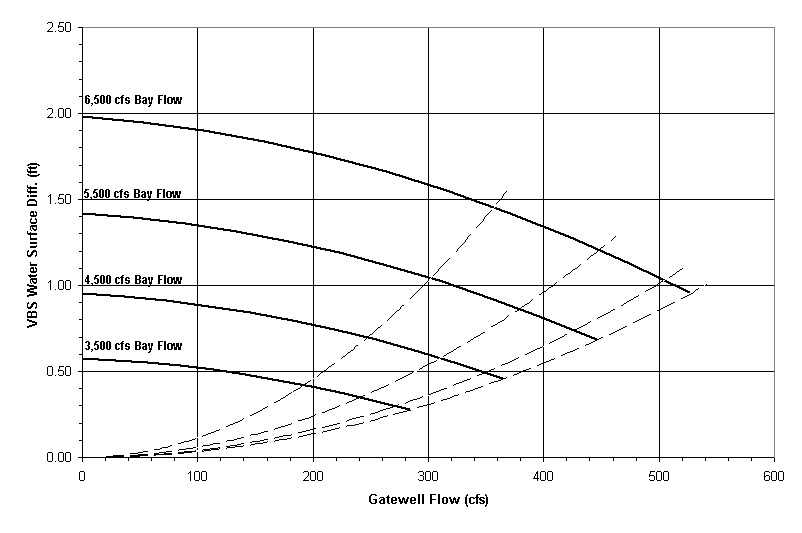 2.50
6,500 cfs Bay Flow
2.00
5,500 cfs Bay Flow
1.50
4,500 cfs Bay Flow
1.00
3,500 cfs Bay Flow
0.50
0.00
VBS Water Surface Diff. (ft)
0 100 200 300 400 500 600
Gatewell Flow (cfs)